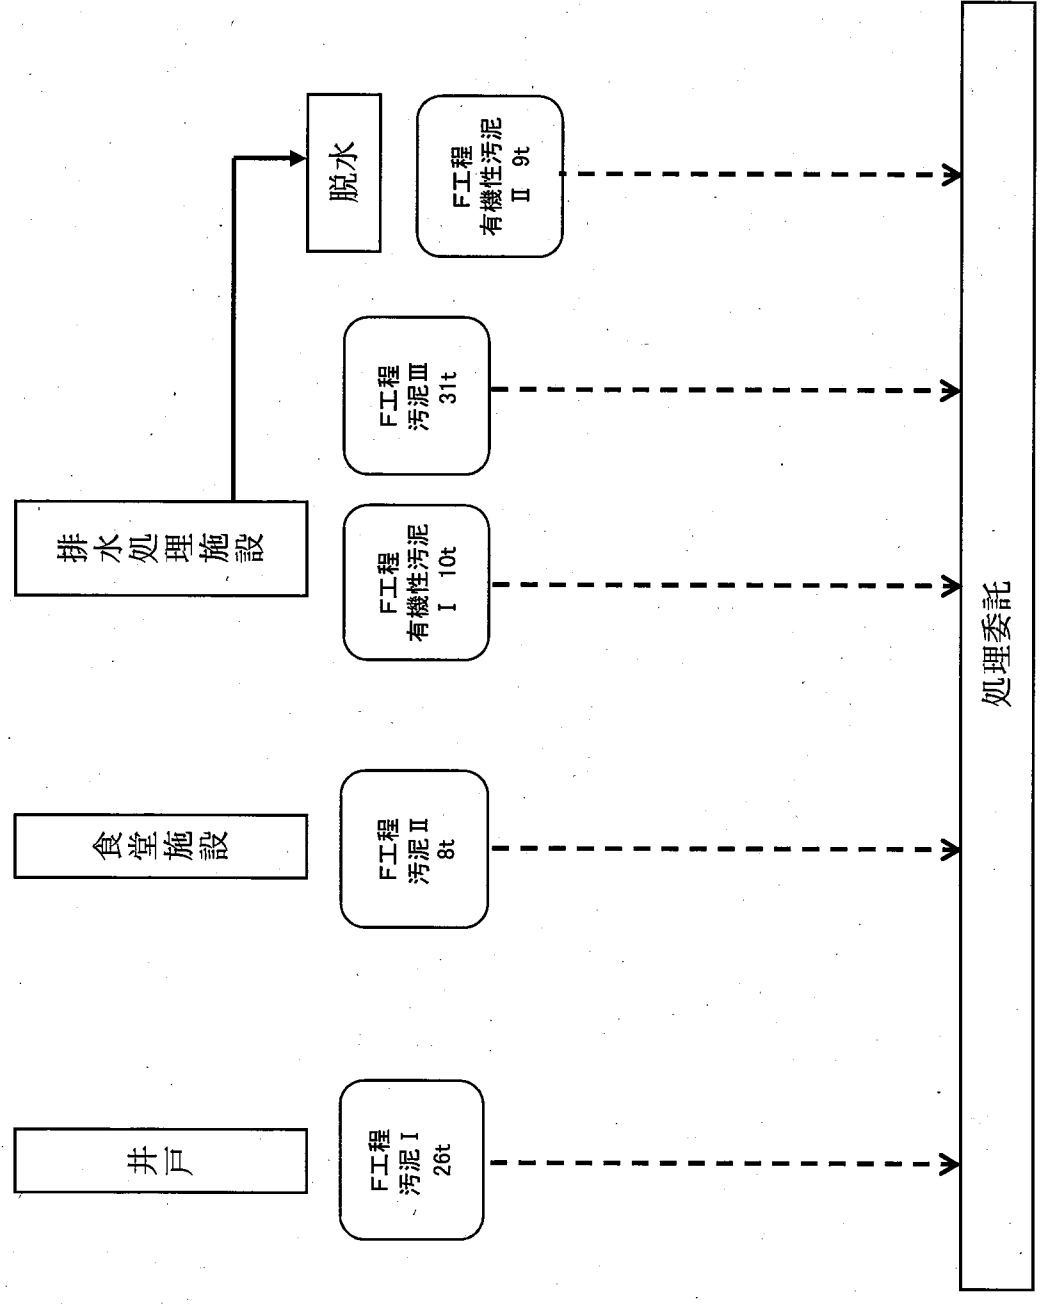 井戸
食堂施設
排水処理施設
脱水
F工程
汚泥Ⅰ
26t
F工程
汚泥Ⅱ
8t
F工程
有機性汚泥
Ⅰ 10t
F工程
汚泥Ⅲ
31t
F工程
有機性汚泥
Ⅱ 9t
処理委託